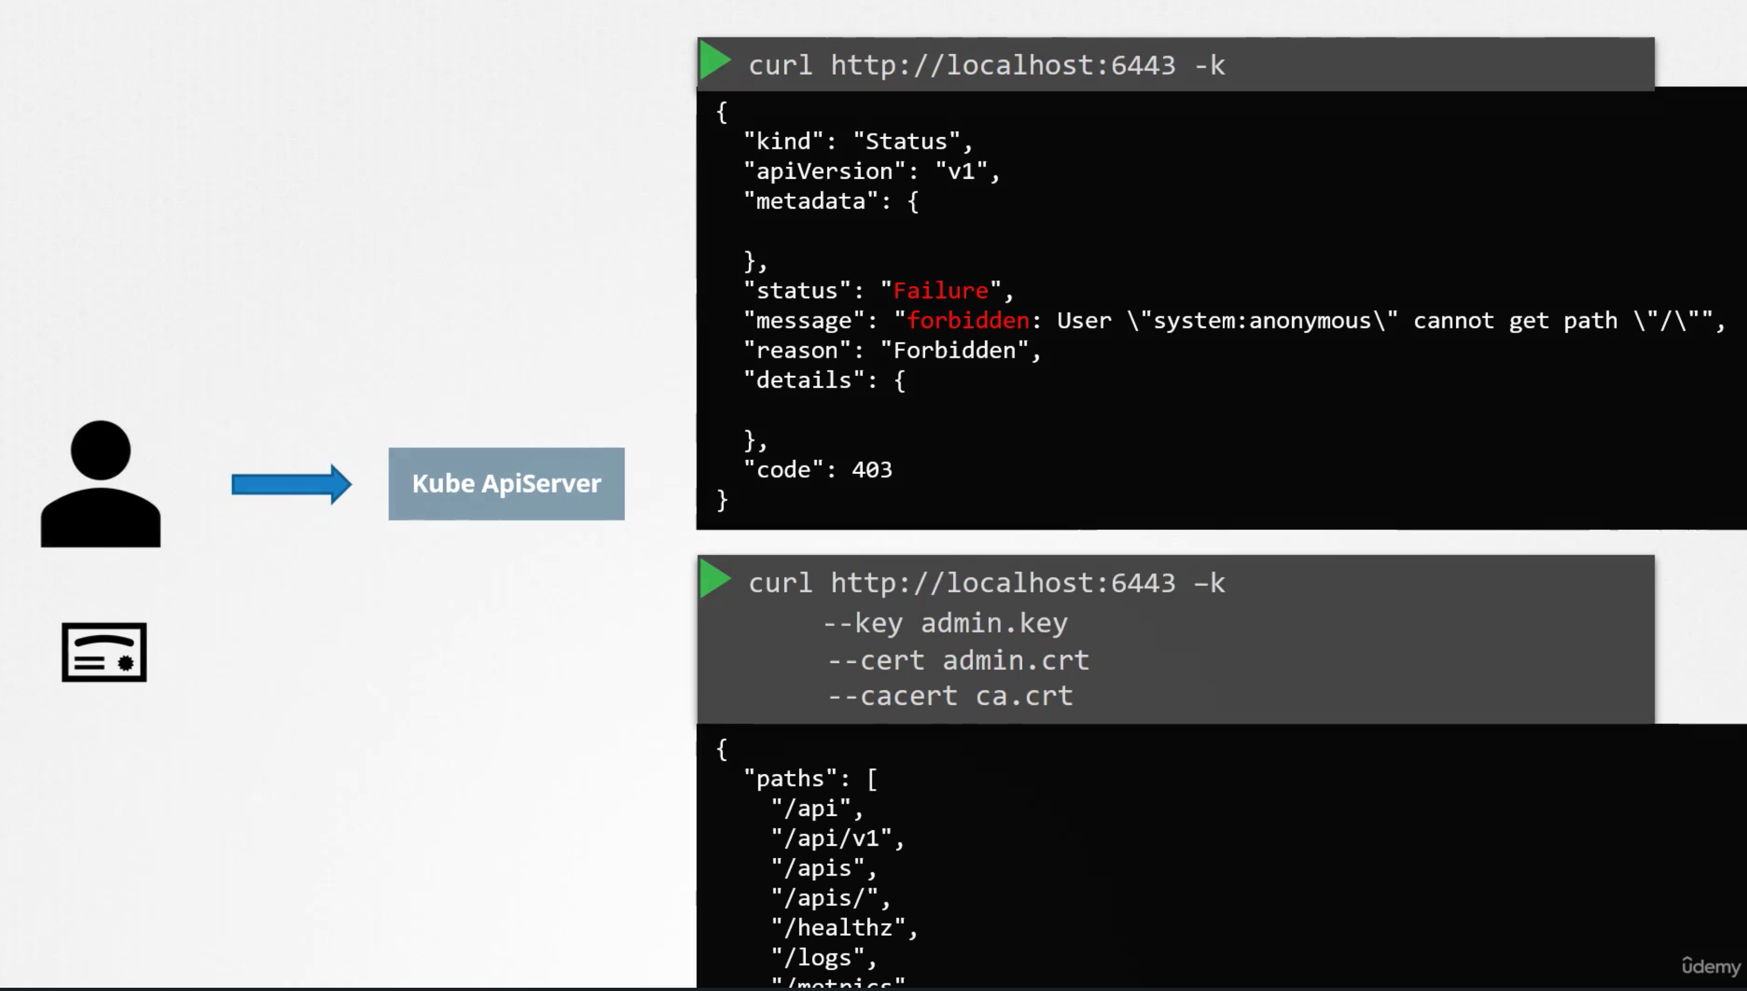 curl http://localhost:6443 -k
{
"kind": "Status",
"apiVersion": "v1",
"metadata": {
},
"status": "Failure",
"message": "forbidden: User \"system:anonymous\" cannot get path \"/\"",
"reason": "Forbidden",
"details": {
},
"code": 403
}
Kube ApiServer
curl http://localhost:6443 –k
--key admin.key
--cert admin.crt
--cacert ca.crt
{
"paths": [
"/api",
"/api/v1",
"/apis",
"/apis/",
"/healthz",
"/logs",
"/metrics"
udemy